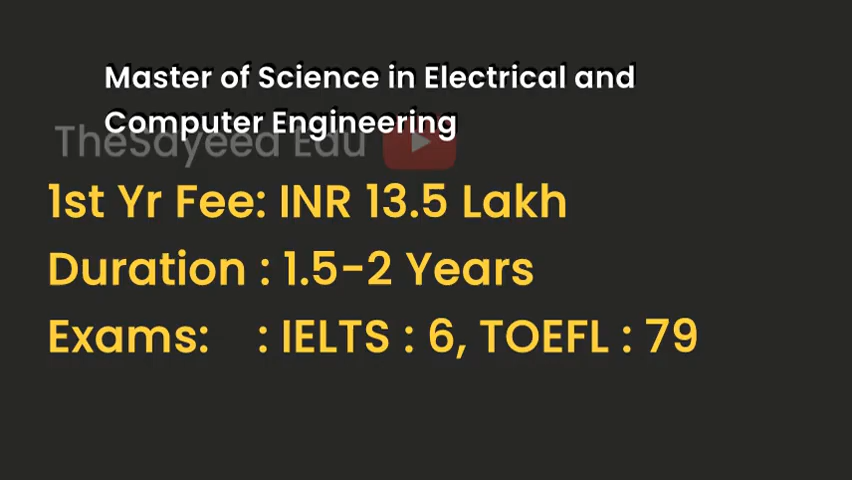 Master of Science in Electrical and
Computer Engineering
TheSayeed Edu
1st Yr Fee: INR 13.5 Lakh
Duration : 1.5-2 Years
Exams: : IELTS : 6, TOEFL : 79